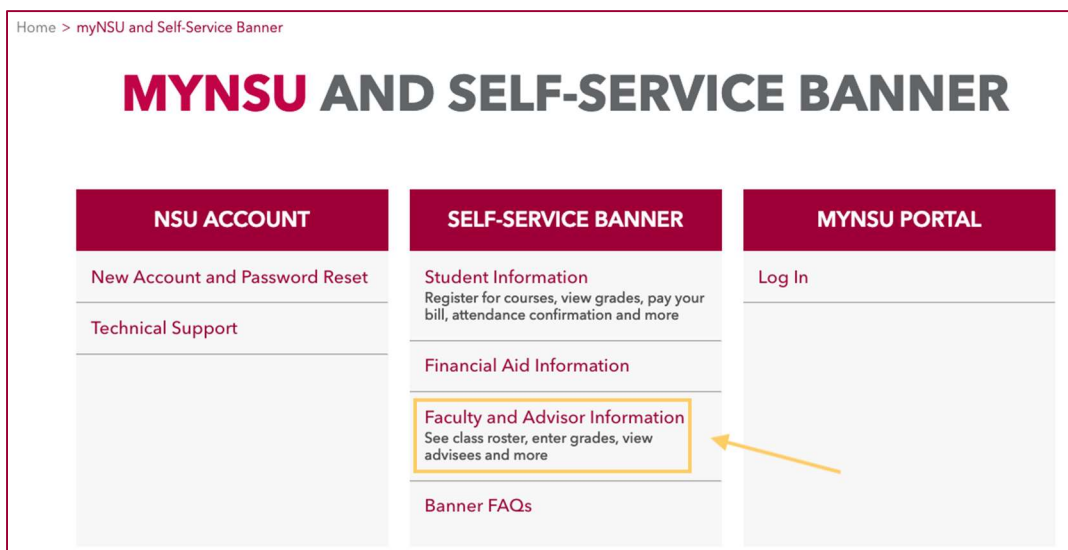 Home > myNSU and Self-Service Banner
MYNSU AND SELF-SERVICE BANNER
NSU ACCOUNT
New Account and Password Reset
Technical Support
SELF-SERVICE BANNER
Student Information
Register for courses, view grades, pay your
bill, attendance confirmation and more
Financial Aid Information
Faculty and Advisor Information
See class roster, enter grades, view
advisees and more
Banner FAQs
MYNSU PORTAL
Log In